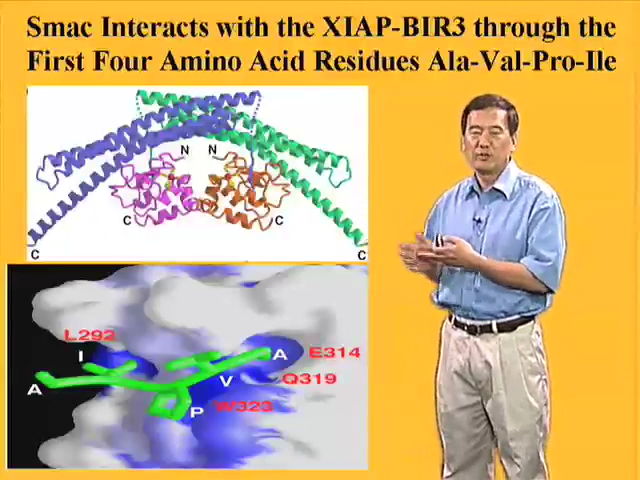 Smac Interacts with the XIAP-BIR3 through the
First Four Amino Acid Residues Ala-Val-Pro-Ile
N N
C C
C C
L292
I A E314
A V Q319
P W323